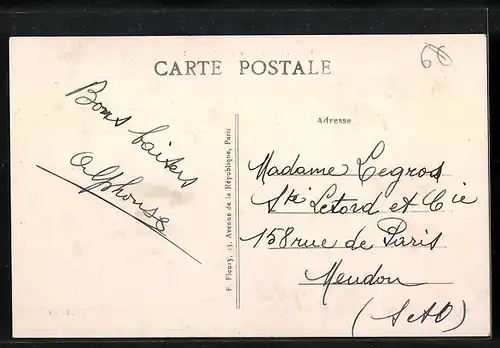 CARTE POSTALE
60
Bons baisers
Alphonse
F. Fleury, 13, Avenue de la République, Paris
Adresse
Madame Legros
Sté Letord et Cie
158 rue de Paris
Meudon
(S et O)